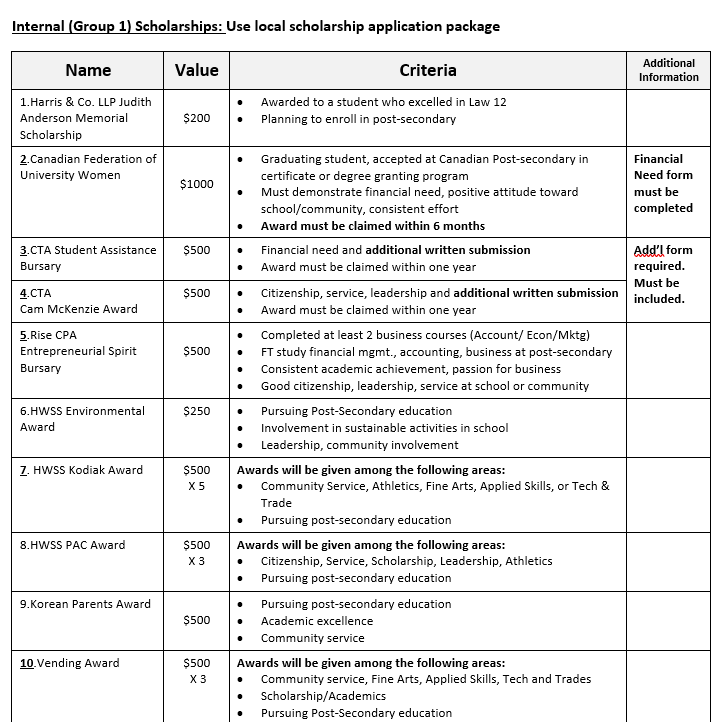 Internal (Group 1) Scholarships: Use local scholarship application package
Name Value Criteria Additional
Information
1.Harris & Co. LLP Judith
Anderson Memorial
Scholarship
$200
• Awarded to a student who excelled in Law 12
• Planning to enroll in post-secondary
2.Canadian Federation of
University Women
$1000
• Graduating student, accepted at Canadian Post-secondary in
certificate or degree granting program
• Must demonstrate financial need, positive attitude toward
school/community, consistent effort
• Award must be claimed within 6 months
Financial
Need form
must be
completed
3.CTA Student Assistance
Bursary
$500
• Financial need and additional written submission
• Award must be claimed within one year
Add'l form
required.
Must be
included.
4.CTA
Cam McKenzie Award
$500
• Citizenship, service, leadership and additional written submission
• Award must be claimed within one year
5.Rise CPA
Entrepreneurial Spirit
Bursary
$500
• Completed at least 2 business courses (Account/ Econ/Mktg)
• FT study financial mgmt., accounting, business at post-secondary
• Consistent academic achievement, passion for business
• Good citizenship, leadership, service at school or community
6.HWSS Environmental
Award
$250
• Pursuing Post-Secondary education
• Involvement in sustainable activities in school
• Leadership, community involvement
7. HWSS Kodiak Award
$500
X 5
Awards will be given among the following areas:
• Community Service, Athletics, Fine Arts, Applied Skills, or Tech &
Trade
• Pursuing post-secondary education
8.HWSS PAC Award
$500
X 3
Awards will be given among the following areas:
• Citizenship, Service, Scholarship, Leadership, Athletics
• Pursuing post-secondary education
9.Korean Parents Award
$500
• Pursuing post-secondary education
• Academic excellence
• Community service
10.Vending Award
$500
X 3
Awards will be given among the following areas:
• Community service, Fine Arts, Applied Skills, Tech and Trades
• Scholarship/Academics
• Pursuing Post-Secondary education